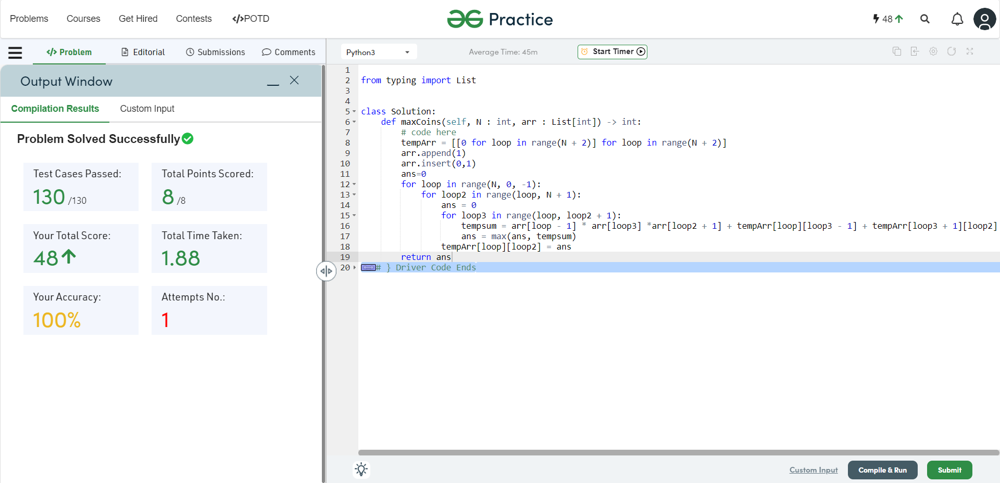 Problems Courses Get Hired Contests </>POTD
Practice
48
</> Problem Editorial Submissions Comments
Output Window
Compilation Results Custom Input
Problem Solved Successfully
Test Cases Passed:
130 /130
Total Points Scored:
8 /8
Your Total Score:
48
Total Time Taken:
1.88
Your Accuracy:
100%
Attempts No.:
1
Python3 Average Time: 45m Start Timer
1
2 from typing import List
3
4
5 class Solution:
6     def maxCoins(self, N : int, arr : List[int]) -> int:
7         # code here
8         tempArr = [[0 for loop in range(N + 2)] for loop in range(N + 2)]
9         arr.append(1)
10         arr.insert(0,1)
11         ans=0
12         for loop in range(N, 0, -1):
13             for loop2 in range(loop, N + 1):
14                 ans = 0
15                 for loop3 in range(loop, loop2 + 1):
16                     tempsum = arr[loop - 1] * arr[loop3] *arr[loop2 + 1] + tempArr[loop][loop3 - 1] + tempArr[loop3 + 1][loop2]
17                     ans = max(ans, tempsum)
18                 tempArr[loop][loop2] = ans
19         return ans
20 # } Driver Code Ends
Custom Input Compile & Run Submit